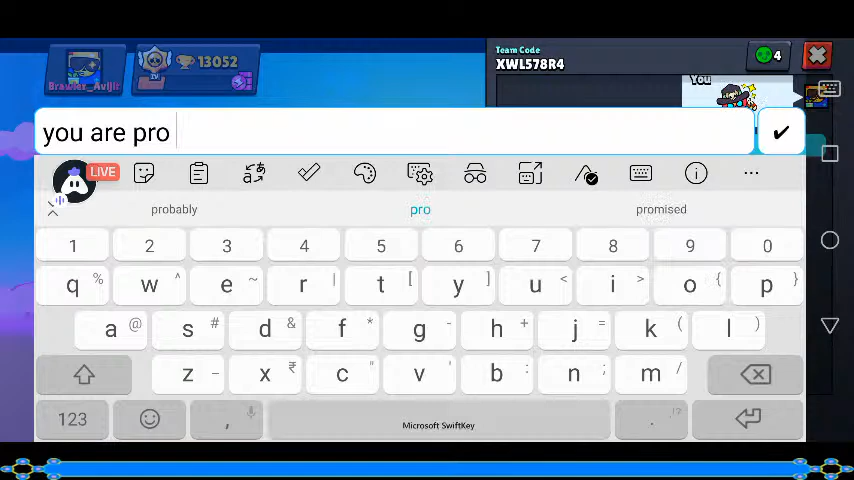 Team Code
XWL578R4
4
13052
TV
Brawler_Avijit
You
you are pro
LIVE
probably pro promised
1 2 3 4 5 6 7 8 9 0
q % w ^ e ~ r | t [ y ] u < i > o { p }
a @ s # d & f * g - h + j = k ( l )
z _ x ₹ c " v ' b : n ; m /
123 , Microsoft SwiftKey . ,!?